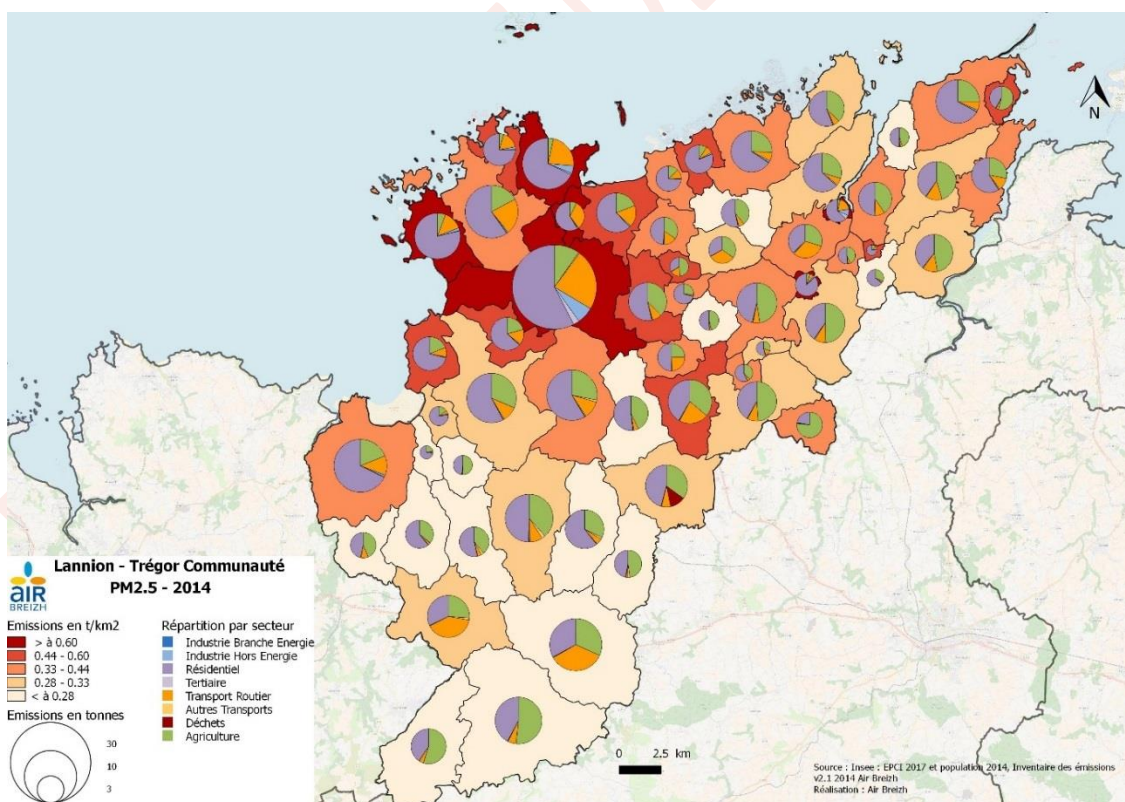 N
Lannion - Trégor Communauté
PM2.5 - 2014
aiR
BREIZH
Emissions en t/km2
> à 0.60
0.44 - 0.60
0.33 - 0.44
0.28 - 0.33
< à 0.28
Emissions en tonnes
30
10
3
Répartition par secteur
Industrie Branche Energie
Industrie Hors Energie
Résidentiel
Tertiaire
Transport Routier
Autres Transports
Déchets
Agriculture
0 2.5 km
Source : Insee : EPCI 2017 et population 2014, Inventaire des émissions
v2.1 2014 Air Breizh
Réalisation : Air Breizh